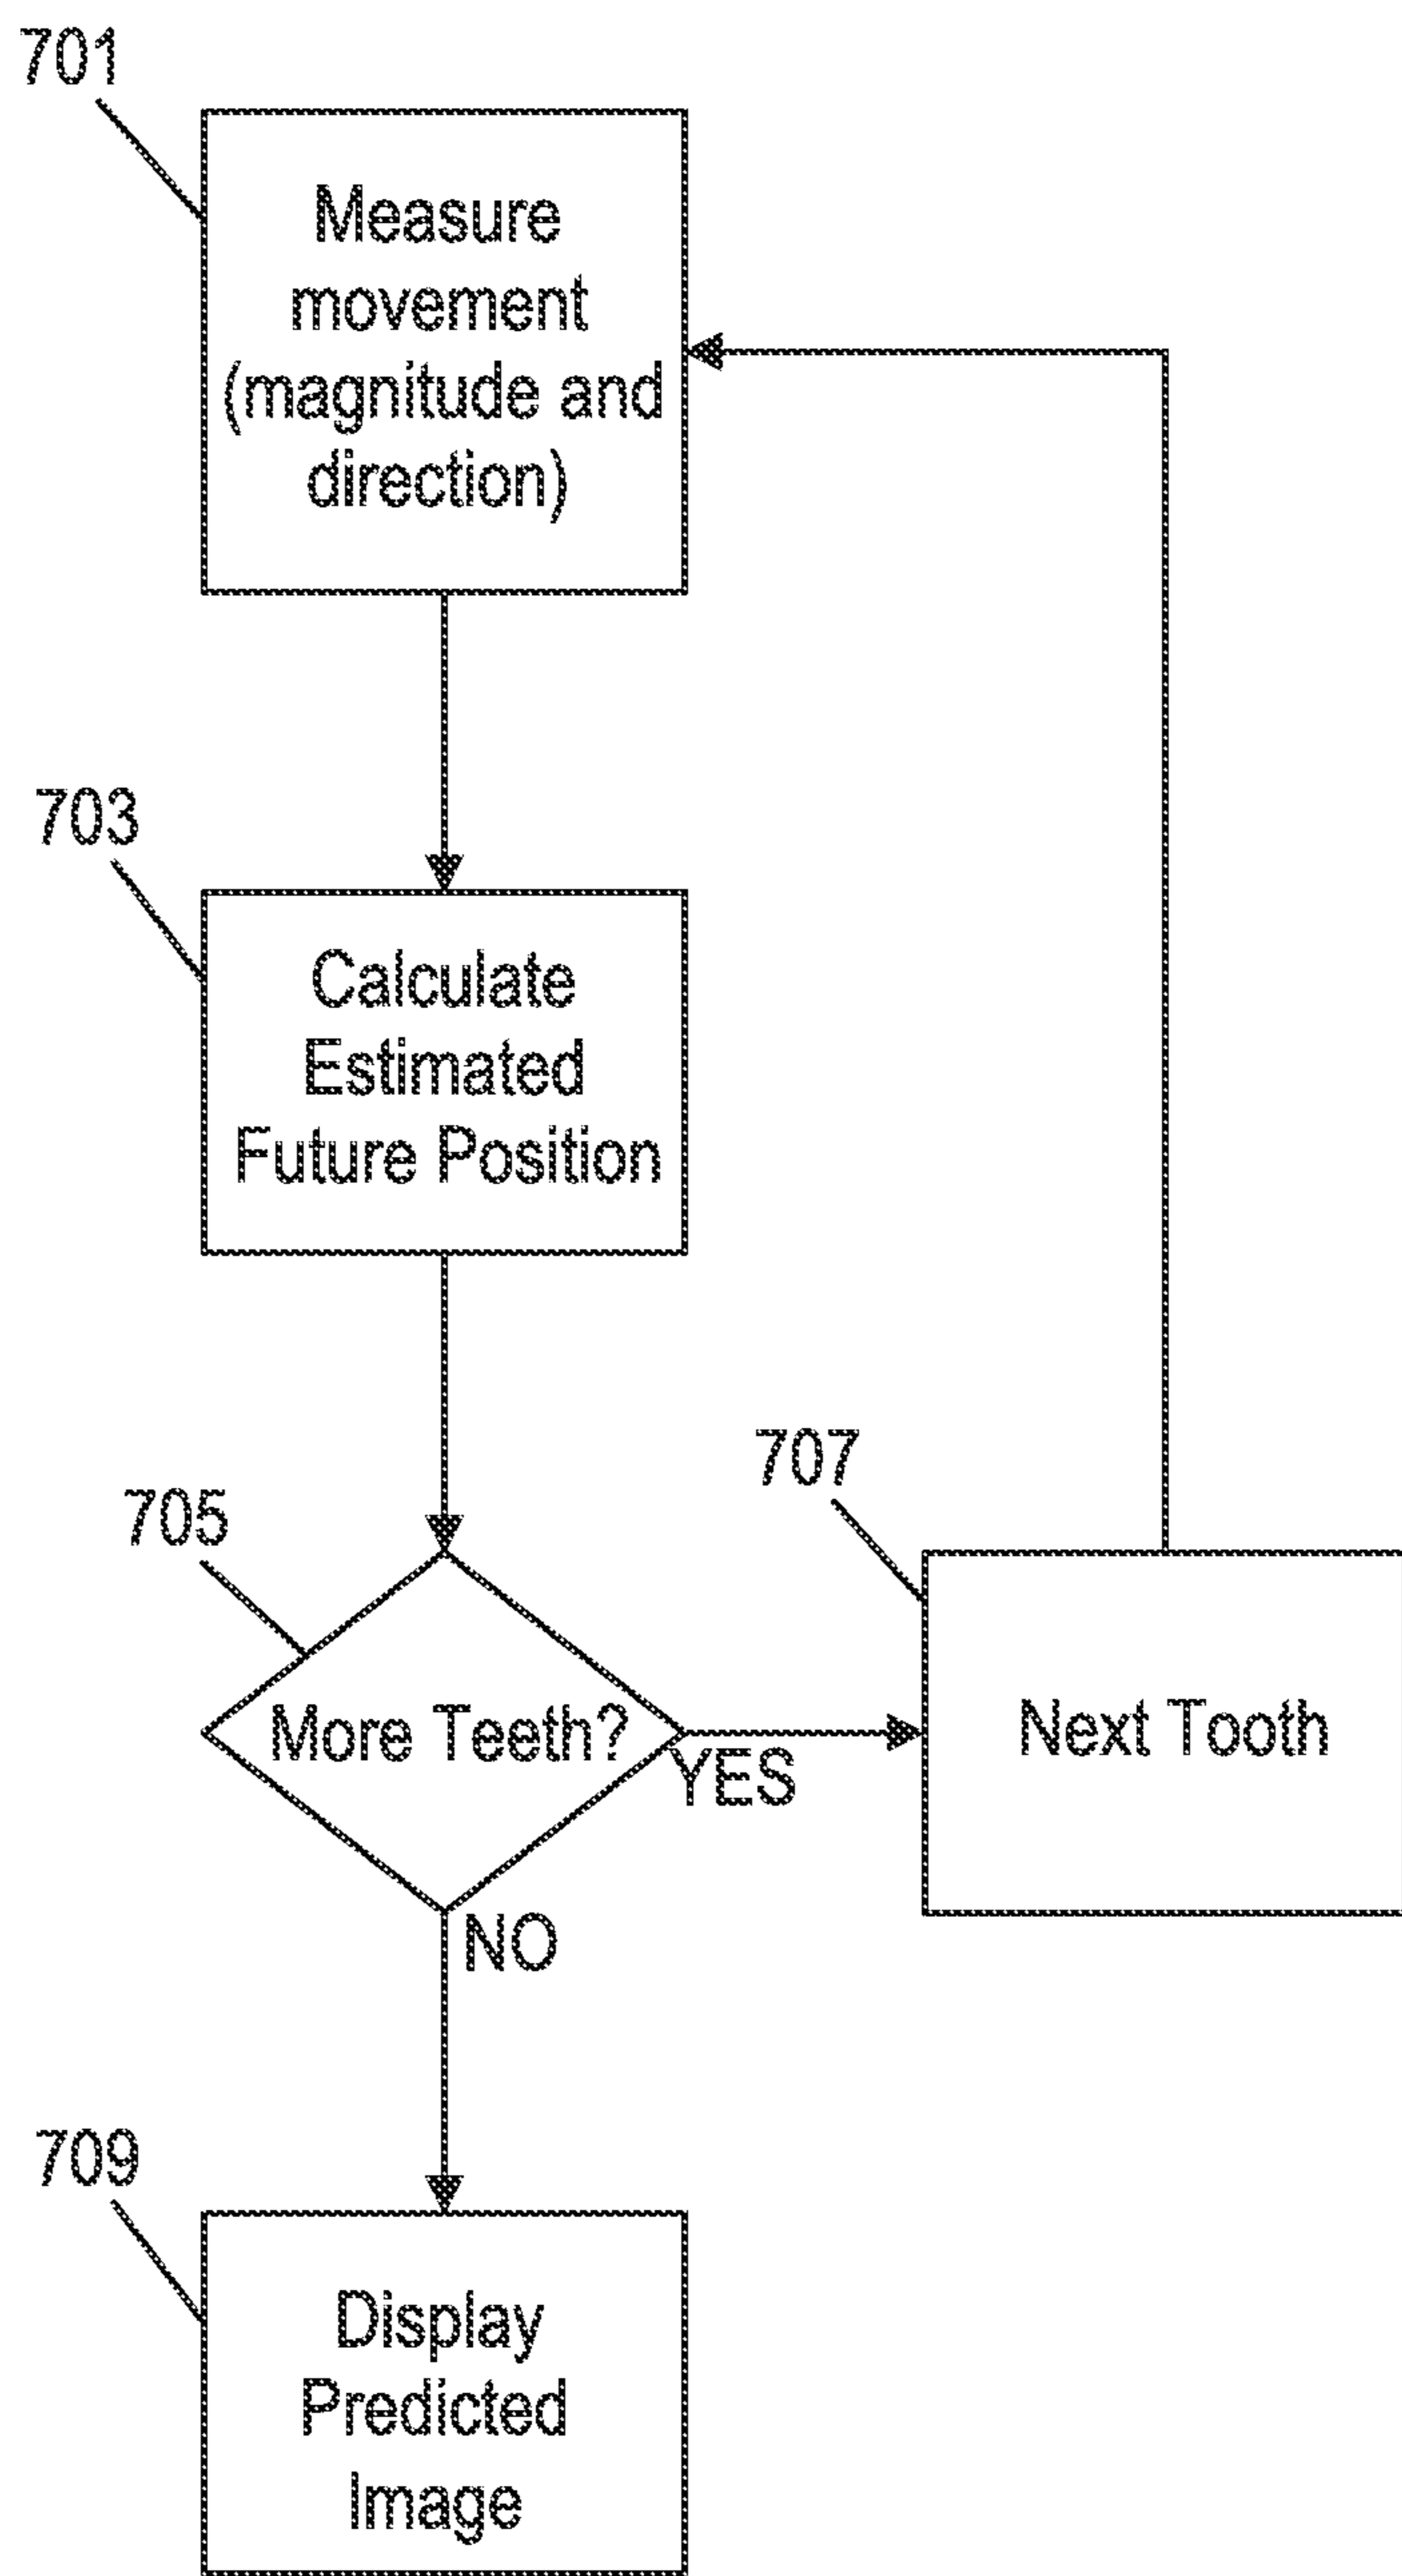 701
Measure
movement
(magnitude and
direction)
703
Calculate
Estimated
Future Position
705
More Teeth?
YES
707
Next Tooth
NO
709
Display
Predicted
Image